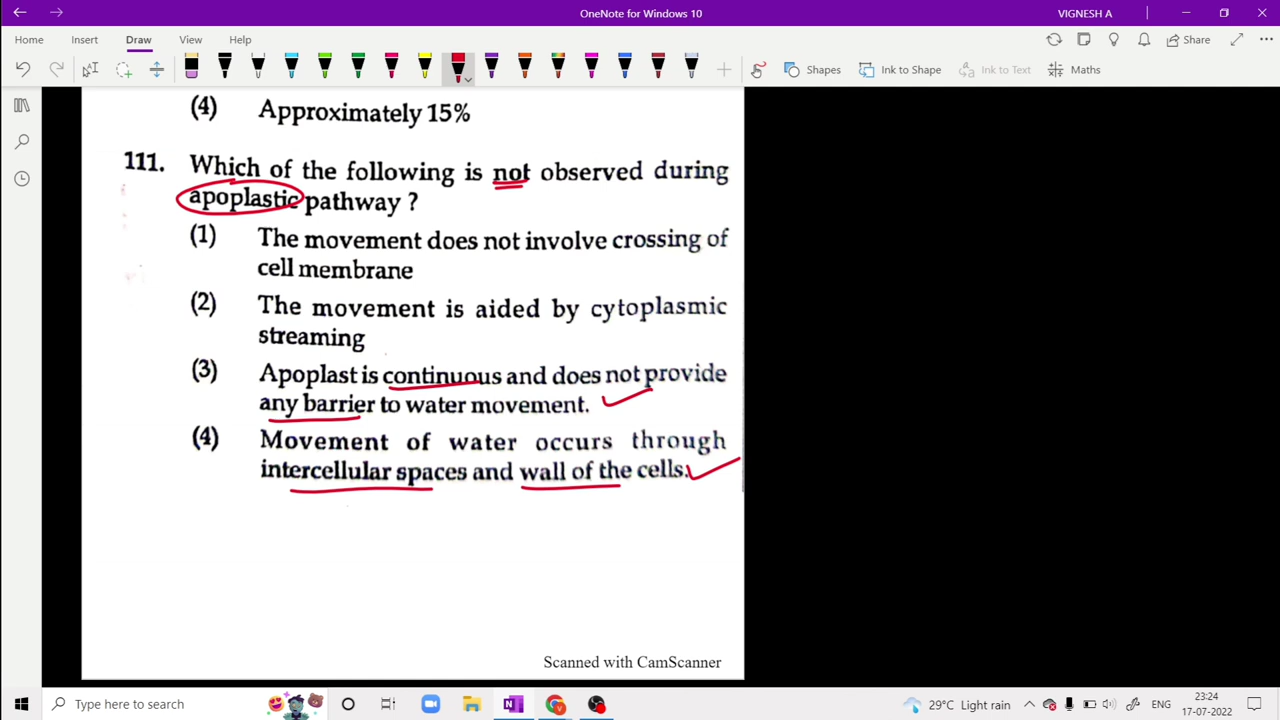 OneNote for Windows 10
VIGNESH A
Home Insert Draw View Help
Share
Shapes Ink to Shape Ink to Text Maths
(4) Approximately 15%
111. Which of the following is not observed during
apoplastic pathway ?
(1) The movement does not involve crossing of
cell membrane
(2) The movement is aided by cytoplasmic
streaming
(3) Apoplast is continuous and does not provide
any barrier to water movement.
(4) Movement of water occurs through
intercellular spaces and wall of the cells.
Scanned with CamScanner
Type here to search
29°C Light rain
ENG
23:24
17-07-2022